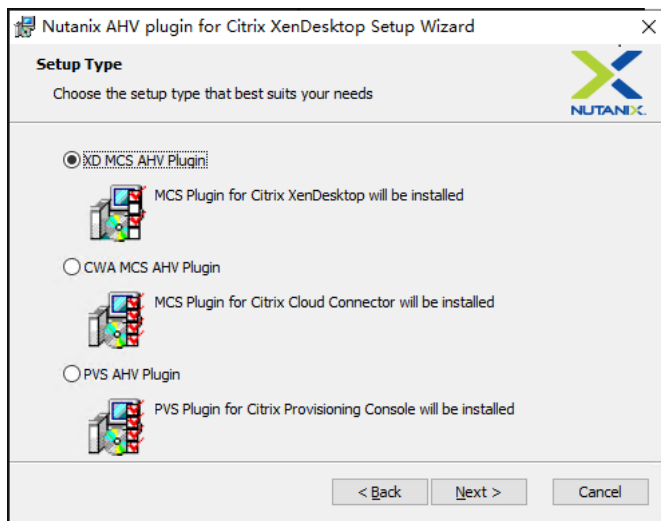 Nutanix AHV plugin for Citrix XenDesktop Setup Wizard
Setup Type
Choose the setup type that best suits your needs
NUTANIX.
XD MCS AHV Plugin
MCS Plugin for Citrix XenDesktop will be installed
CWA MCS AHV Plugin
MCS Plugin for Citrix Cloud Connector will be installed
PVS AHV Plugin
PVS Plugin for Citrix Provisioning Console will be installed
< Back Next > Cancel